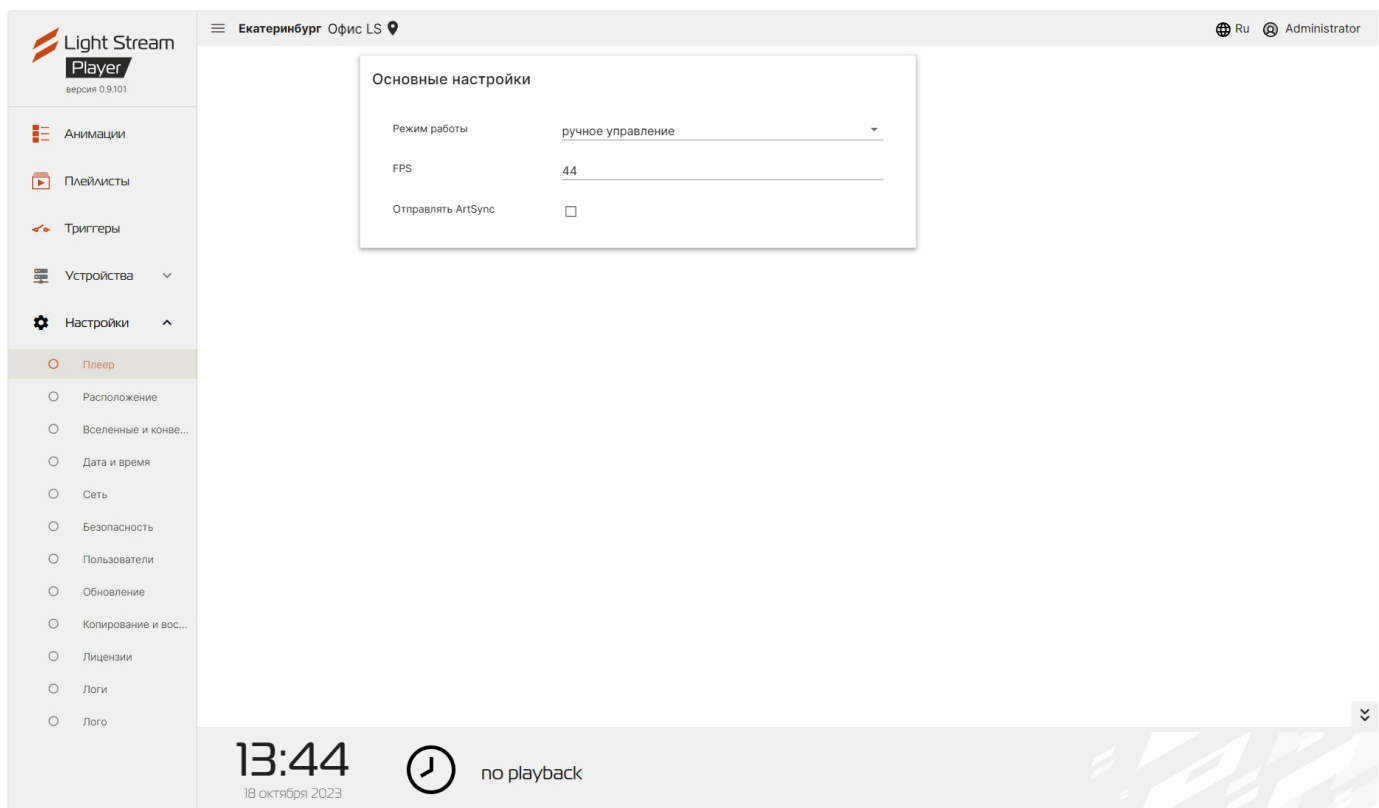 Light Stream
Player
версия 0.9.101
Екатеринбург Офис LS
Ru Administrator
Анимации
Плейлисты
Триггеры
Устройства
Настройки
Плеер
Расположение
Вселенные и конве...
Дата и время
Сеть
Безопасность
Пользователи
Обновление
Копирование и вос...
Лицензии
Логи
Лого
Основные настройки
Режим работы ручное управление
FPS 44
Отправлять ArtSync
13:44
18 октября 2023
no playback